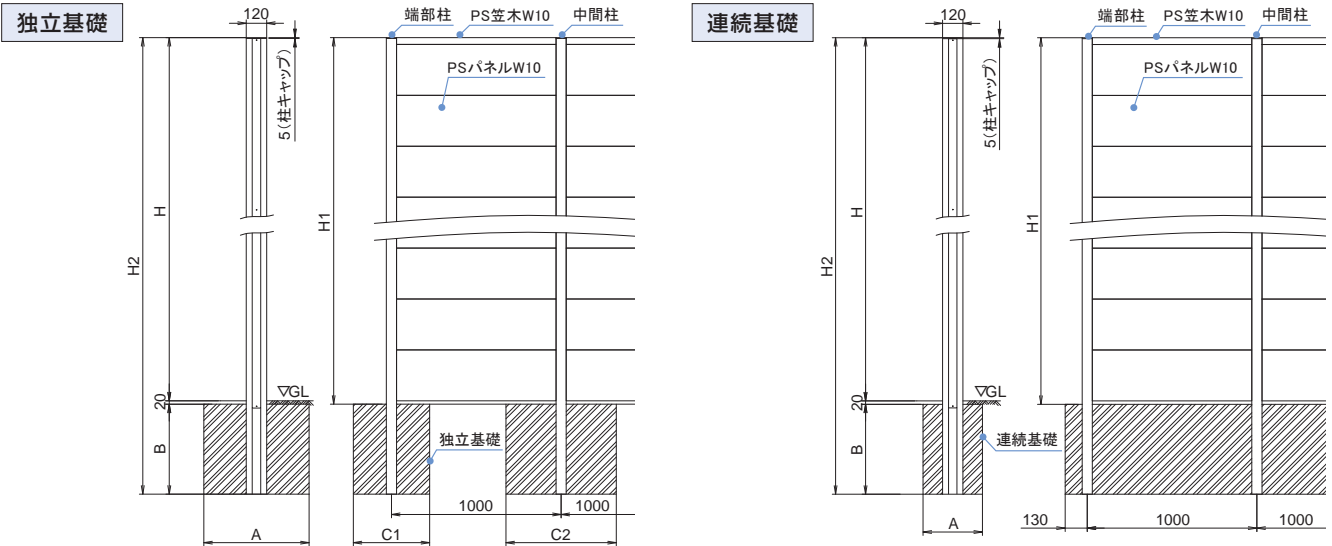 独立基礎
120
端部柱
PS笠木W10
中間柱
5(柱キャップ)
PSパネルW10
H
H1
H2
20
▽GL
B
独立基礎
1000
1000
A
C1
C2
連続基礎
120
端部柱
PS笠木W10
中間柱
5(柱キャップ)
PSパネルW10
H
H1
H2
20
▽GL
B
連続基礎
A
130
1000
1000